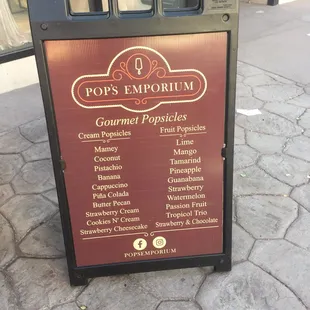 POP'S EMPORIUM
Gourmet Popsicles
Cream Popsicles
Mamey
Coconut
Pistachio
Banana
Cappuccino
Piña Colada
Butter Pecan
Strawberry Cream
Cookies N' Cream
Strawberry Cheesecake
Fruit Popsicles
Lime
Mango
Tamarind
Pineapple
Guanabana
Strawberry
Watermelon
Passion Fruit
Tropicol Trio
Strawberry & Chocolate
POPSEMPORIUM